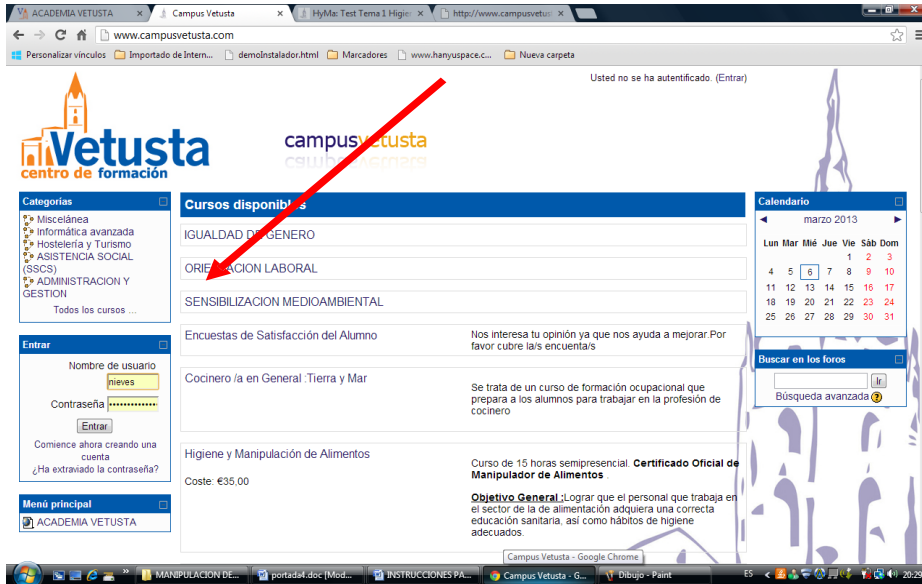 ACADEMIA VETUSTA
Campus Vetusta
HyMa: Test Tema 1 Higier
http://www.campusvetust
www.campusvetusta.com
Personalizar vínculos
Importado de Intern...
demoInstalador.html
Marcadores
www.hanyuspace.c...
Nueva carpeta
Usted no se ha autentificado. (Entrar)
Vetusta
centro de formación
campusvetusta
Categorías
Miscelánea
Informática avanzada
Hostelería y Turismo
ASISTENCIA SOCIAL
(SSCS)
ADMINISTRACION Y
GESTION
Todos los cursos ...
Entrar
Nombre de usuario
nieves
Contraseña
Entrar
Comience ahora creando una
cuenta
¿Ha extraviado la contraseña?
Menú principal
ACADEMIA VETUSTA
Cursos disponibles
IGUALDAD DE GENERO
ORIENTACION LABORAL
SENSIBILIZACION MEDIOAMBIENTAL
Encuestas de Satisfacción del Alumno
Nos interesa tu opinión ya que nos ayuda a mejorar.Por
favor cubre la/s encuenta/s
Cocinero /a en General :Tierra y Mar
Se trata de un curso de formación ocupacional que
prepara a los alumnos para trabajar en la profesión de
cocinero
Higiene y Manipulación de Alimentos
Coste: €35,00
Curso de 15 horas semipresencial. Certificado Oficial de
Manipulador de Alimentos .
Objetivo General :Lograr que el personal que trabaja en
el sector de la de alimentación adquiera una correcta
educación sanitaria, así como hábitos de higiene
adecuados.
Calendario
marzo 2013
Lun Mar Mié Jue Vie Sáb Dom
1 2 3
4 5 6 7 8 9 10
11 12 13 14 15 16 17
18 19 20 21 22 23 24
25 26 27 28 29 30 31
Buscar en los foros
Ir
Búsqueda avanzada
Campus Vetusta - Google Chrome
MANIPULACION DE...
portada4.doc [Mod...
INSTRUCCIONES PA...
Campus Vetusta - G...
Dibujo - Paint
ES
20:28